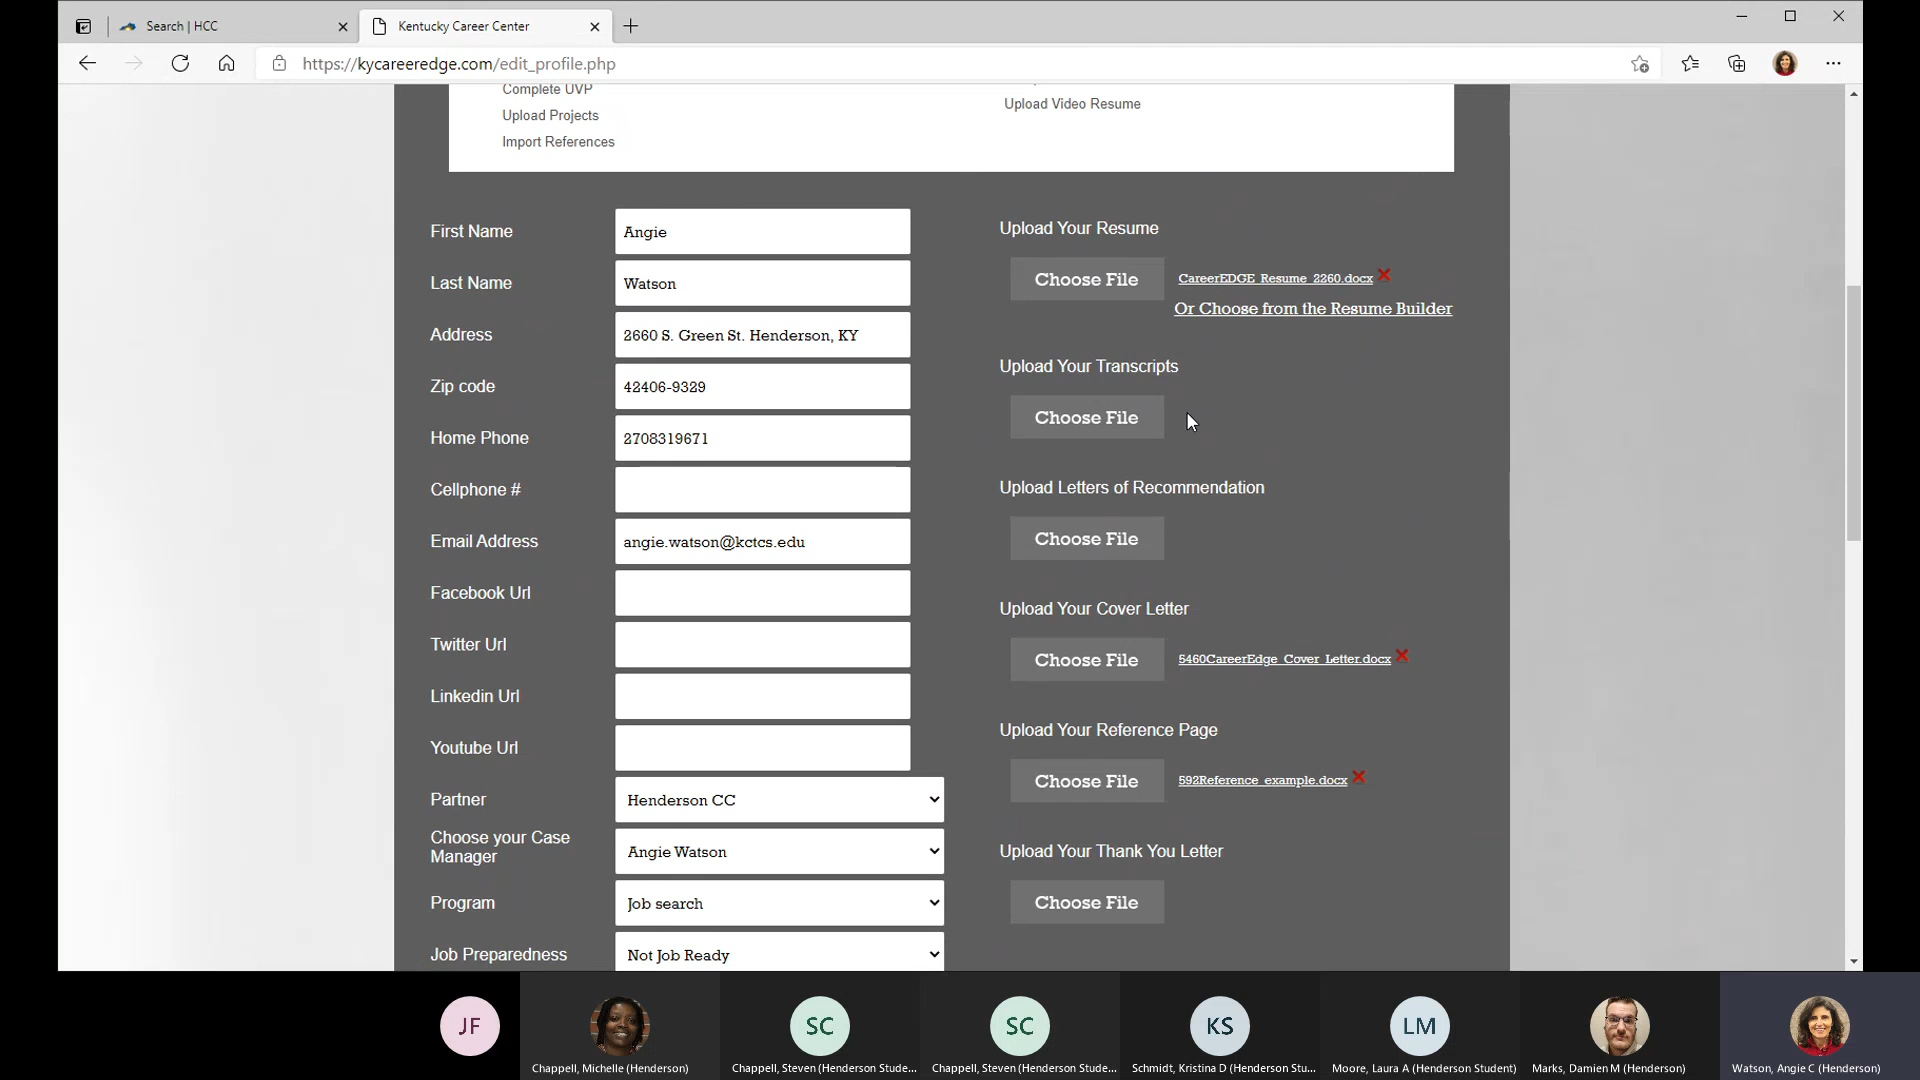 Search | HCC
Kentucky Career Center
https://kycareeredge.com/edit_profile.php
Complete UVP
Upload Projects
Import References
Upload Video Resume
First Name
Angie
Last Name
Watson
Address
2660 S. Green St. Henderson, KY
Zip code
42406-9329
Home Phone
2708319671
Cellphone #
Email Address
angie.watson@kctcs.edu
Facebook Url
Twitter Url
Linkedin Url
Youtube Url
Partner
Henderson CC
Choose your Case
Manager
Angie Watson
Program
Job search
Job Preparedness
Not Job Ready
Upload Your Resume
Choose File
CareerEDGE_Resume_2260.docx
Or Choose from the Resume Builder
Upload Your Transcripts
Choose File
Upload Letters of Recommendation
Choose File
Upload Your Cover Letter
Choose File
5460CareerEdge_Cover_Letter.docx
Upload Your Reference Page
Choose File
592Reference_example.docx
Upload Your Thank You Letter
Choose File
JF
SC
SC
KS
LM
Chappell, Michelle (Henderson)
Chappell, Steven (Henderson Stude...
Chappell, Steven (Henderson Stude...
Schmidt, Kristina D (Henderson Stu...
Moore, Laura A (Henderson Student)
Marks, Damien M (Henderson)
Watson, Angie C (Henderson)